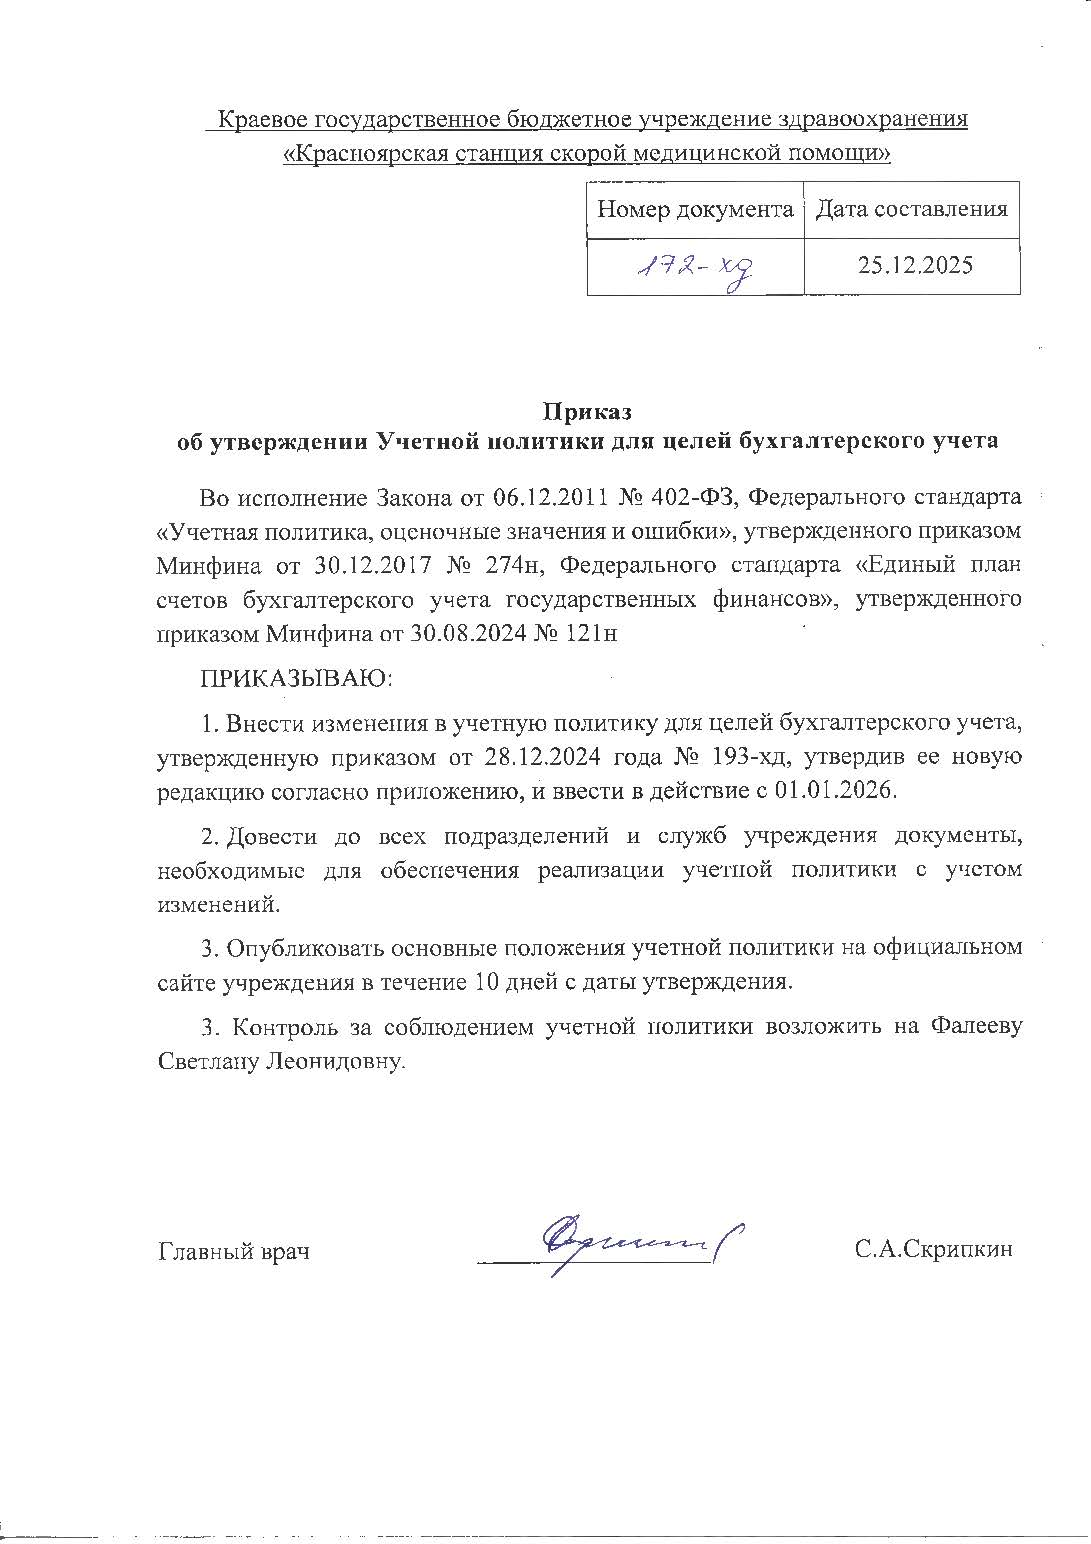 Краевое государственное бюджетное учреждение здравоохранения
«Красноярская станция скорой медицинской помощи»
Номер документа Дата составления
172-хд 25.12.2025
Приказ
об утверждении Учетной политики для целей бухгалтерского учета
Во исполнение Закона от 06.12.2011 № 402-ФЗ, Федерального стандарта
«Учетная политика, оценочные значения и ошибки», утвержденного приказом
Минфина от 30.12.2017 № 274н, Федерального стандарта «Единый план
счетов бухгалтерского учета государственных финансов», утвержденного
приказом Минфина от 30.08.2024 № 121н
ПРИКАЗЫВАЮ:
1. Внести изменения в учетную политику для целей бухгалтерского учета,
утвержденную приказом от 28.12.2024 года № 193-хд, утвердив ее новую
редакцию согласно приложению, и ввести в действие с 01.01.2026.
2. Довести до всех подразделений и служб учреждения документы,
необходимые для обеспечения реализации учетной политики с учетом
изменений.
3. Опубликовать основные положения учетной политики на официальном
сайте учреждения в течение 10 дней с даты утверждения.
3. Контроль за соблюдением учетной политики возложить на Фалееву
Светлану Леонидовну.
Главный врач С.А.Скрипкин